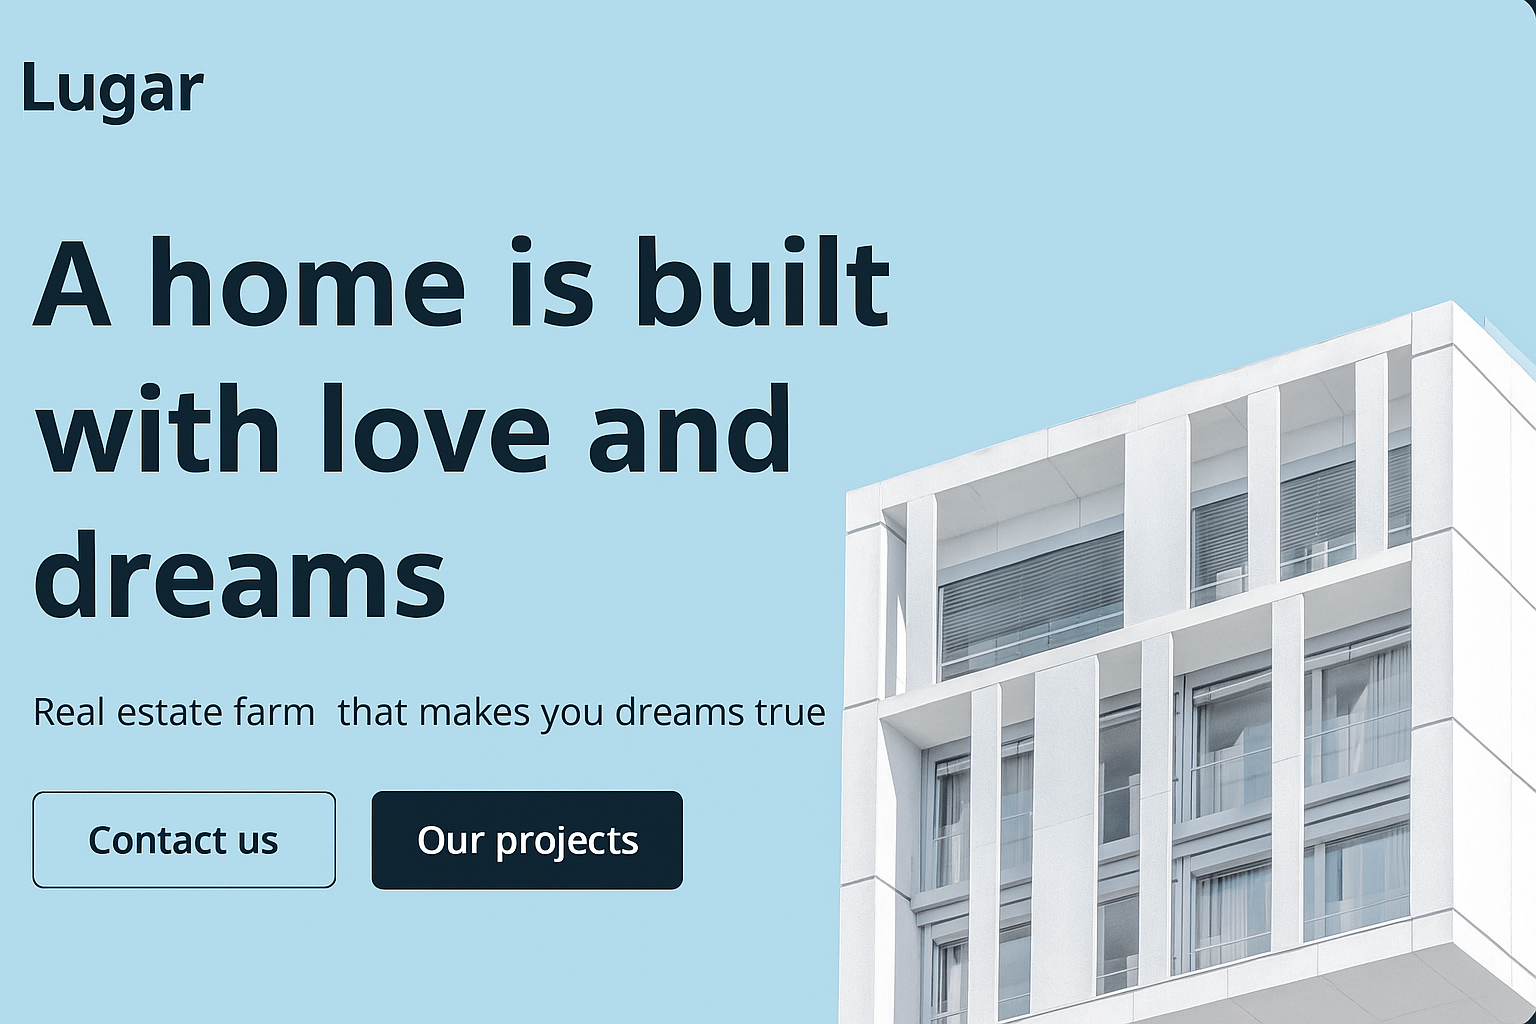 Lugar
A home is built
with love and
dreams
Real estate farm  that makes you dreams true
Contact us
Our projects